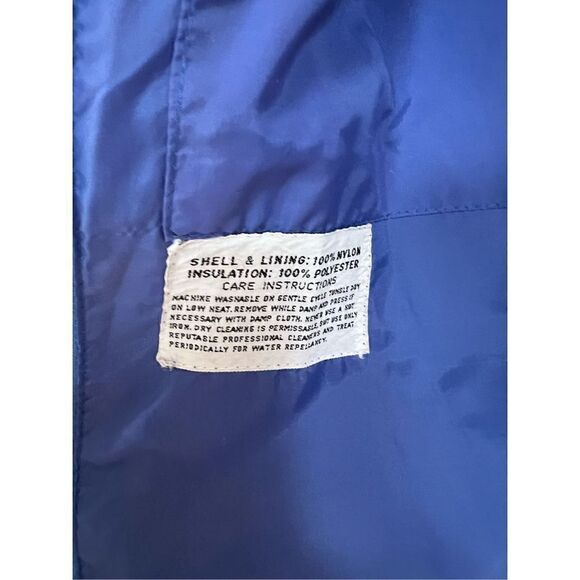 SHELL & LINING: 100% NYLON
INSULATION: 100% POLYESTER
CARE INSTRUCTIONS
MACHINE WASHABLE ON GENTLE CYCLE TUMBLE DRY
ON LOW HEAT. REMOVE WHILE DAMP AND PRESS IF
NECESSARY WITH DAMP CLOTH. NEVER USE A HOT
IRON. DRY CLEANING IS PERMISSABLE, BUT USE ONLY
REPUTABLE PROFESSIONAL CLEANERS AND TREAT
PERIODICALLY FOR WATER REPELLANCY.